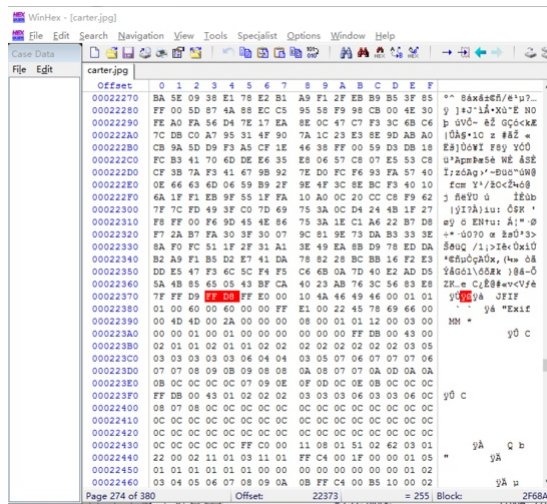 WinHex - [carter.jpg]
File Edit Search Navigation View Tools Specialist Options Window Help
Case Data
File Edit
carter.jpg
Offset 0 1 2 3 4 5 6 7 8 9 A B C D E F
00022270 BA 5E 09 38 E1 78 E2 B1 A9 F1 2F EB B9 B5 3F 85
00022280 FF 00 5D 87 4A 88 EC C5 95 58 F9 98 CB 00 4E 30
00022290 FE A0 FA 56 D4 7E 17 EA 8E 0C 47 C7 F3 3C 6B C6
000222A0 7C DB C0 A7 95 31 4F 90 7A 1C 23 E3 8E 9D AB A0
000222B0 CB 9A 5D D9 F3 A5 CF 1E 46 38 FF 00 59 D3 DB 18
000222C0 FC B3 41 70 6D DE E6 35 E8 06 57 C8 07 E5 53 C8
000222D0 CF 3B 7A F3 41 67 9B 92 7E D0 FC F6 93 FA 57 40
000222E0 0E 66 63 6D 06 59 B2 9F 9E 4F 3C 8E BC F3 40 10
000222F0 6A 1F F1 EB 9F 55 1F FA 10 A0 0C 20 CC C8 F9 62
00022300 7F 7C FD 49 3F C0 7D 69 75 3A 0C D4 24 4B 1F 27
00022310 F8 FF 00 F6 9D 45 4E 86 75 3A 1E C1 A6 22 B7 D8
00022320 F7 2A B7 FA 30 3F 30 07 9C 81 9E 73 DA B3 33 3E
00022330 8A F0 FC 51 1F 2F 31 A1 3E 49 EA 8B D9 78 ED DA
00022340 B2 A9 F1 B5 D2 E7 41 DA 78 82 28 BC BB 16 F2 E3
00022350 DD E5 47 F3 6C 5C F4 F5 C6 6B 0A 7D 40 E2 AD D5
00022360 5A 4B 85 65 05 43 BF CA 40 23 AB 76 3C 56 83 E8
00022370 7F FF D9 FF D8 FF E0 00 10 4A 46 49 46 00 01 01
00022380 01 00 60 00 60 00 00 FF E1 00 22 45 78 69 66 00
00022390 00 4D 4D 00 2A 00 00 00 08 00 01 01 12 00 03 00
000223A0 00 00 01 00 01 00 00 00 00 00 00 FF DB 00 43 00
000223B0 02 01 01 02 01 01 02 02 02 02 02 02 02 02 03 05
000223C0 03 03 03 03 03 06 04 04 03 05 07 06 07 07 07 06
000223D0 07 07 08 09 0B 09 08 08 0A 08 07 07 0A 0D 0A 0A
000223E0 0B 0C 0C 0C 0C 07 09 0E 0F 0D 0C 0E 0B 0C 0C 0C
000223F0 FF DB 00 43 01 02 02 02 03 03 03 06 03 03 06 0C
00022400 08 07 08 0C 0C 0C 0C 0C 0C 0C 0C 0C 0C 0C 0C 0C
00022410 0C 0C 0C 0C 0C 0C 0C 0C 0C 0C 0C 0C 0C 0C 0C 0C
00022420 0C 0C 0C 0C 0C 0C 0C 0C 0C 0C 0C 0C 0C 0C 0C 0C
00022430 0C 0C 0C 0C 0C FF C0 00 11 08 01 51 02 62 03 01
00022440 22 00 02 11 01 03 11 01 FF C4 00 1F 00 00 01 05
00022450 01 01 01 01 01 01 00 00 00 00 00 00 00 00 01 02
00022460 03 04 05 06 07 08 09 0A 0B FF C4 00 B5 10 00 02
Page 274 of 380 Offset: 22373 = 255 Block: